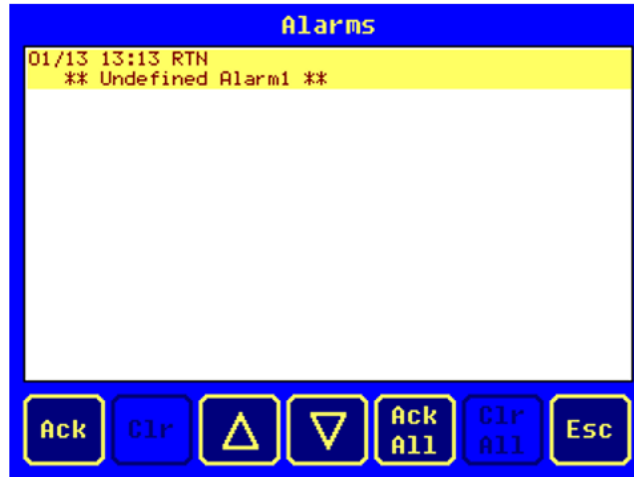 Alarms
01/13 13:13 RTN
** Undefined Alarm1 **
Ack
Clr
Ack
All
Clr
All
Esc